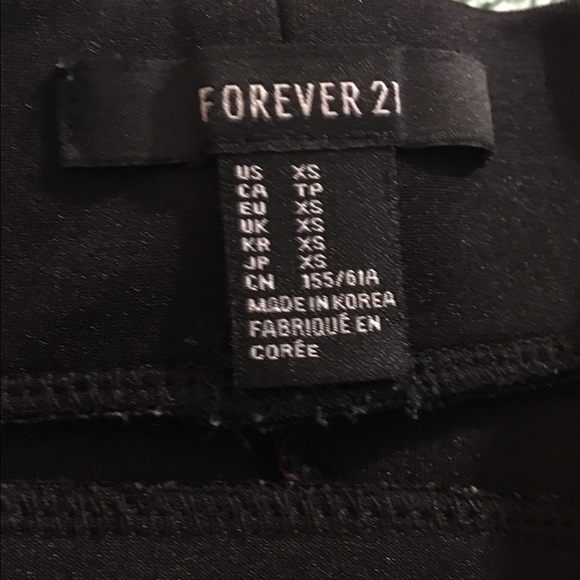 FOREVER 21
US XS
CA TP
EU XS
UK XS
KR XS
JP XS
CN 155/61A
MADE IN KOREA
FABRIQUÉ EN
CORÉE